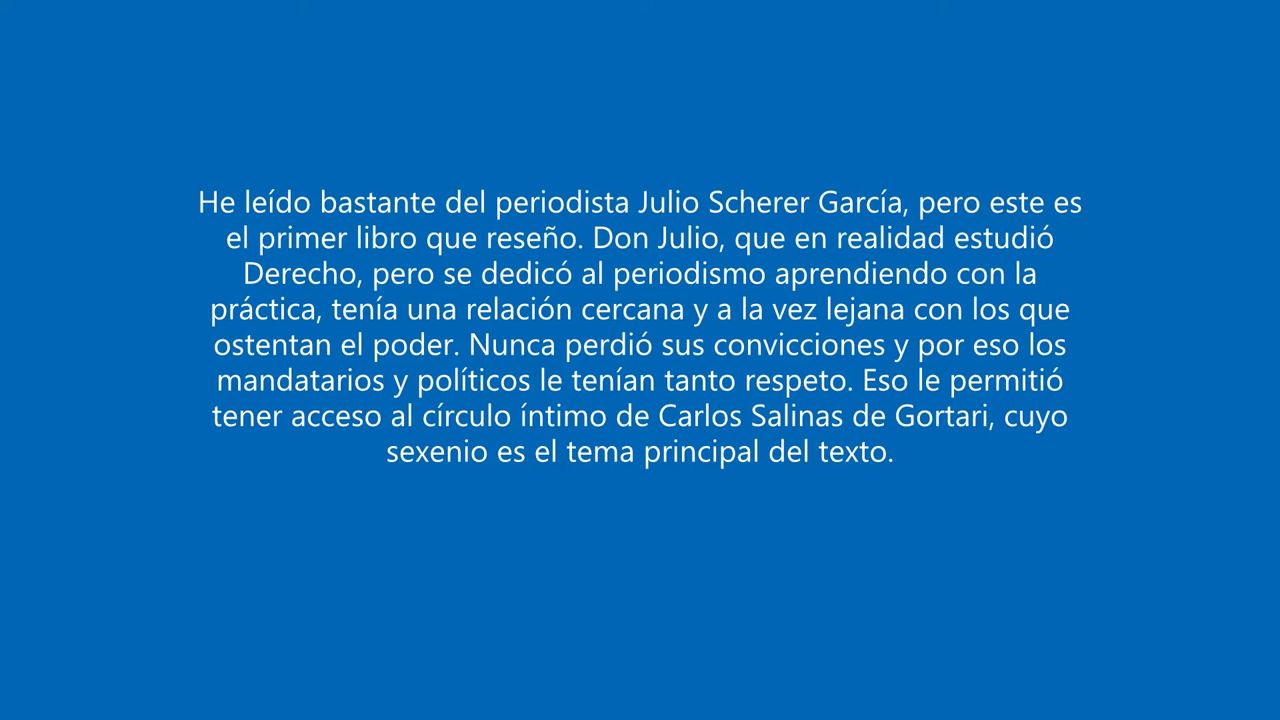 He leído bastante del periodista Julio Scherer García, pero este es
el primer libro que reseño. Don Julio, que en realidad estudió
Derecho, pero se dedicó al periodismo aprendiendo con la
práctica, tenía una relación cercana y a la vez lejana con los que
ostentan el poder. Nunca perdió sus convicciones y por eso los
mandatarios y políticos le tenían tanto respeto. Eso le permitió
tener acceso al círculo íntimo de Carlos Salinas de Gortari, cuyo
sexenio es el tema principal del texto.